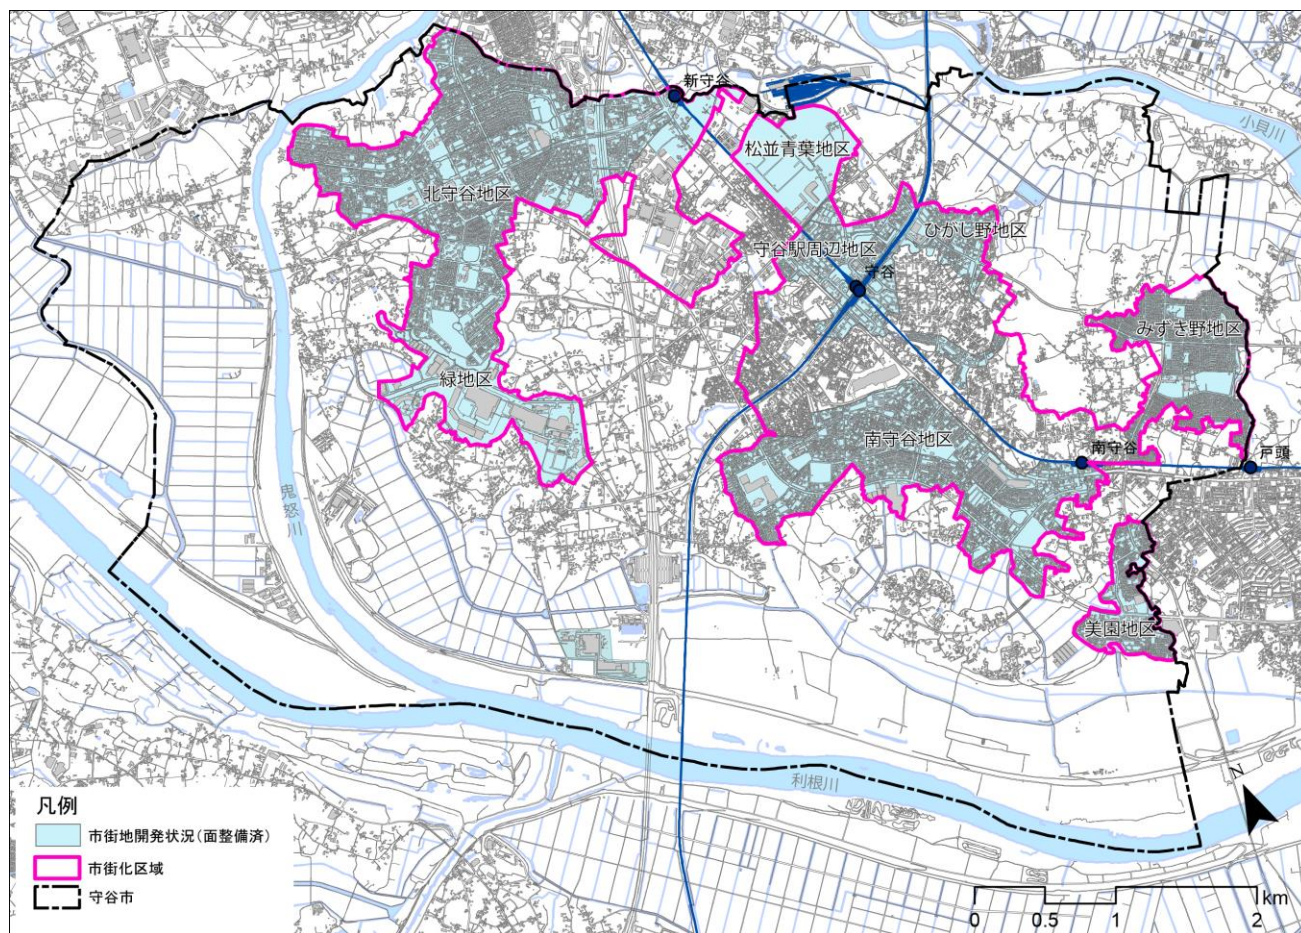 新守谷
小貝川
松並青葉地区
北守谷地区
ひがし野地区
守谷駅周辺地区
守谷
みずき野地区
緑地区
南守谷地区
南守谷
戸頭
鬼怒川
美園地区
利根川
N
凡例
市街地開発状況(面整備済)
市街化区域
守谷市
km
0 0.5 1 2